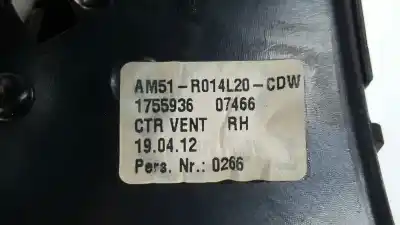 AM51-R014L20-CDW
1755936 07466
CTR VENT RH
19.04.12
Pers. Nr.: 0266